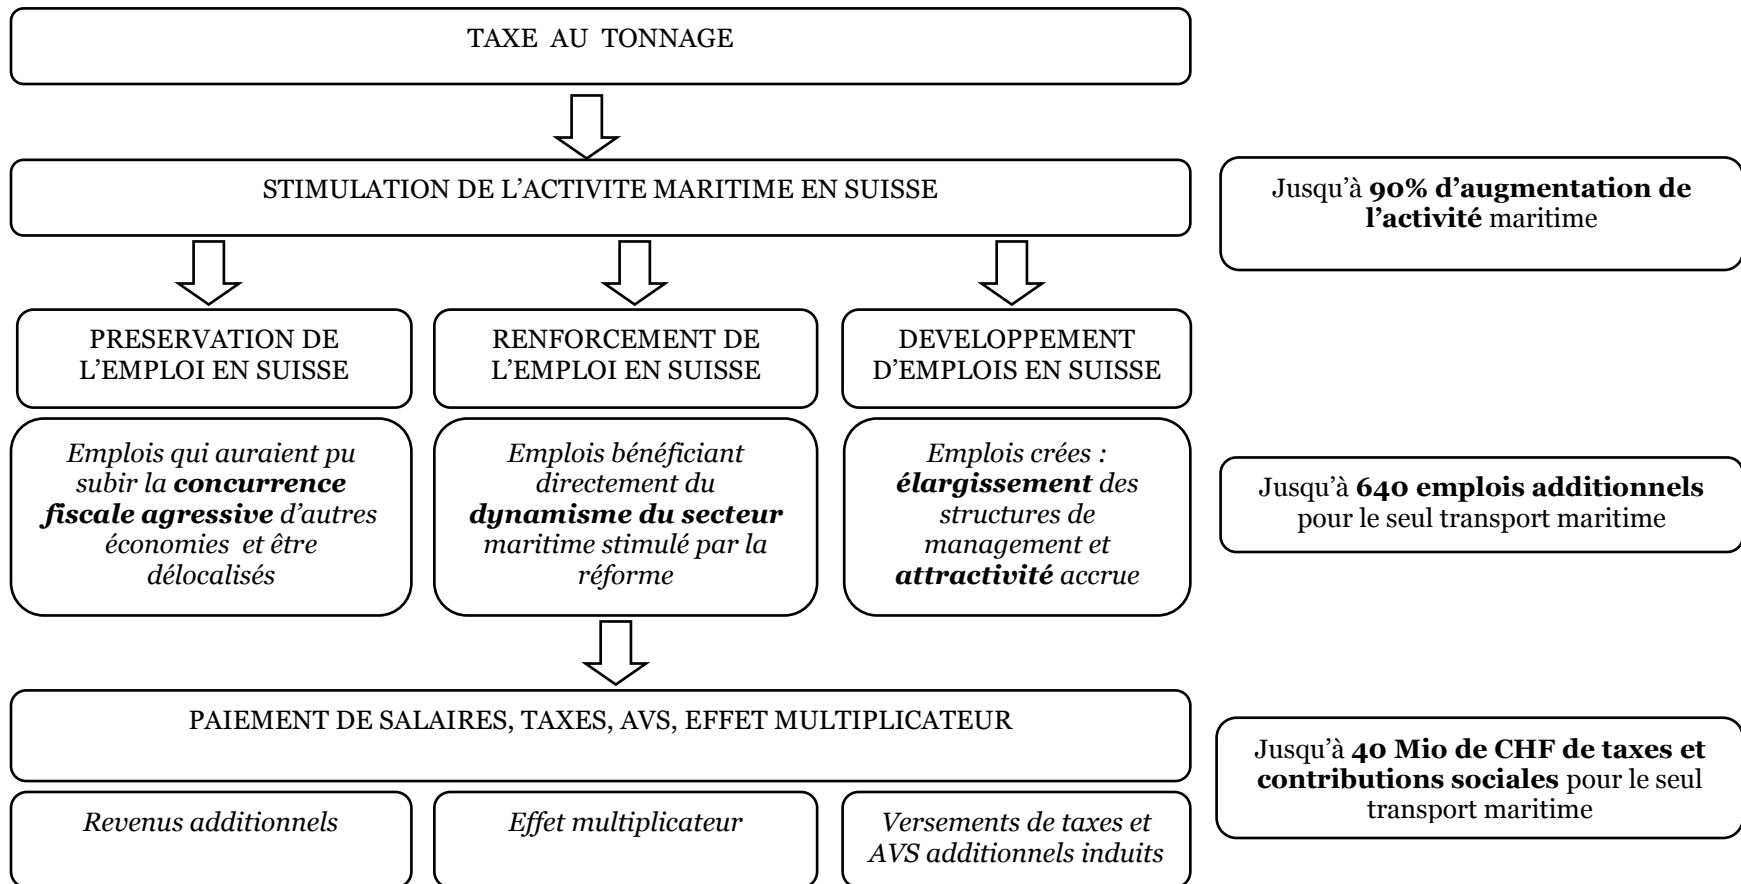 TAXE AU TONNAGE
STIMULATION DE L’ACTIVITE MARITIME EN SUISSE
Jusqu’à 90% d’augmentation de
l’activité maritime
PRESERVATION DE
L’EMPLOI EN SUISSE
RENFORCEMENT DE
L’EMPLOI EN SUISSE
DEVELOPPEMENT
D’EMPLOIS EN SUISSE
Emplois qui auraient pu
subir la concurrence
fiscale agressive d’autres
économies et être
délocalisés
Emplois bénéficiant
directement du
dynamisme du secteur
maritime stimulé par la
réforme
Emplois crées :
élargissement des
structures de
management et
attractivité accrue
Jusqu’à 640 emplois additionnels
pour le seul transport maritime
PAIEMENT DE SALAIRES, TAXES, AVS, EFFET MULTIPLICATEUR
Jusqu’à 40 Mio de CHF de taxes et
contributions sociales pour le seul
transport maritime
Revenus additionnels
Effet multiplicateur
Versements de taxes et
AVS additionnels induits